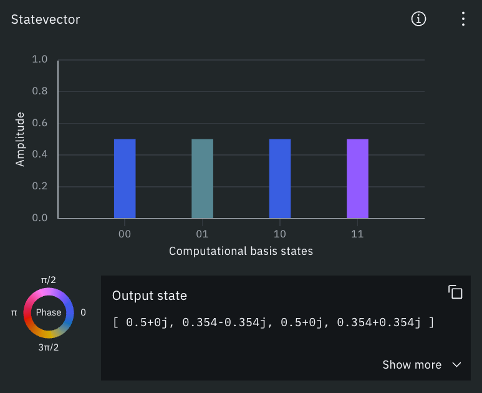 Statevector
1.0
0.8
0.6
0.4
0.2
0.0
Amplitude
00 01 10 11
Computational basis states
π/2
π Phase 0
3π/2
Output state
[ 0.5+0j, 0.354-0.354j, 0.5+0j, 0.354+0.354j ]
Show more